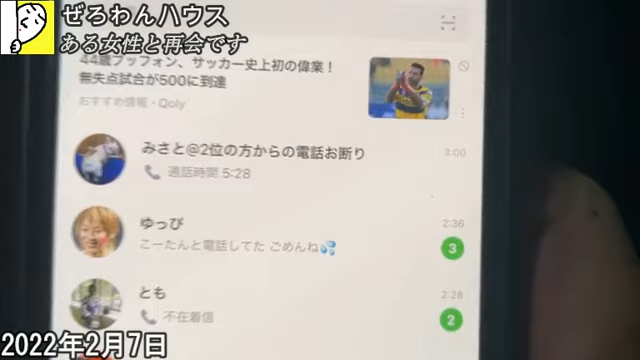 ぜろわんハウス
ある女性と再会です
44歳ブッフォン、サッカー史上初の偉業！
無失点試合が500に到達
おすすめ情報・Qoly
みさと@2位の方からの電話お断り
3:00
通話時間 5:28
ゆっぴ
2:36
こーたんと電話してた ごめんね💦
3
とも
2:28
不在着信
2
2022年2月7日